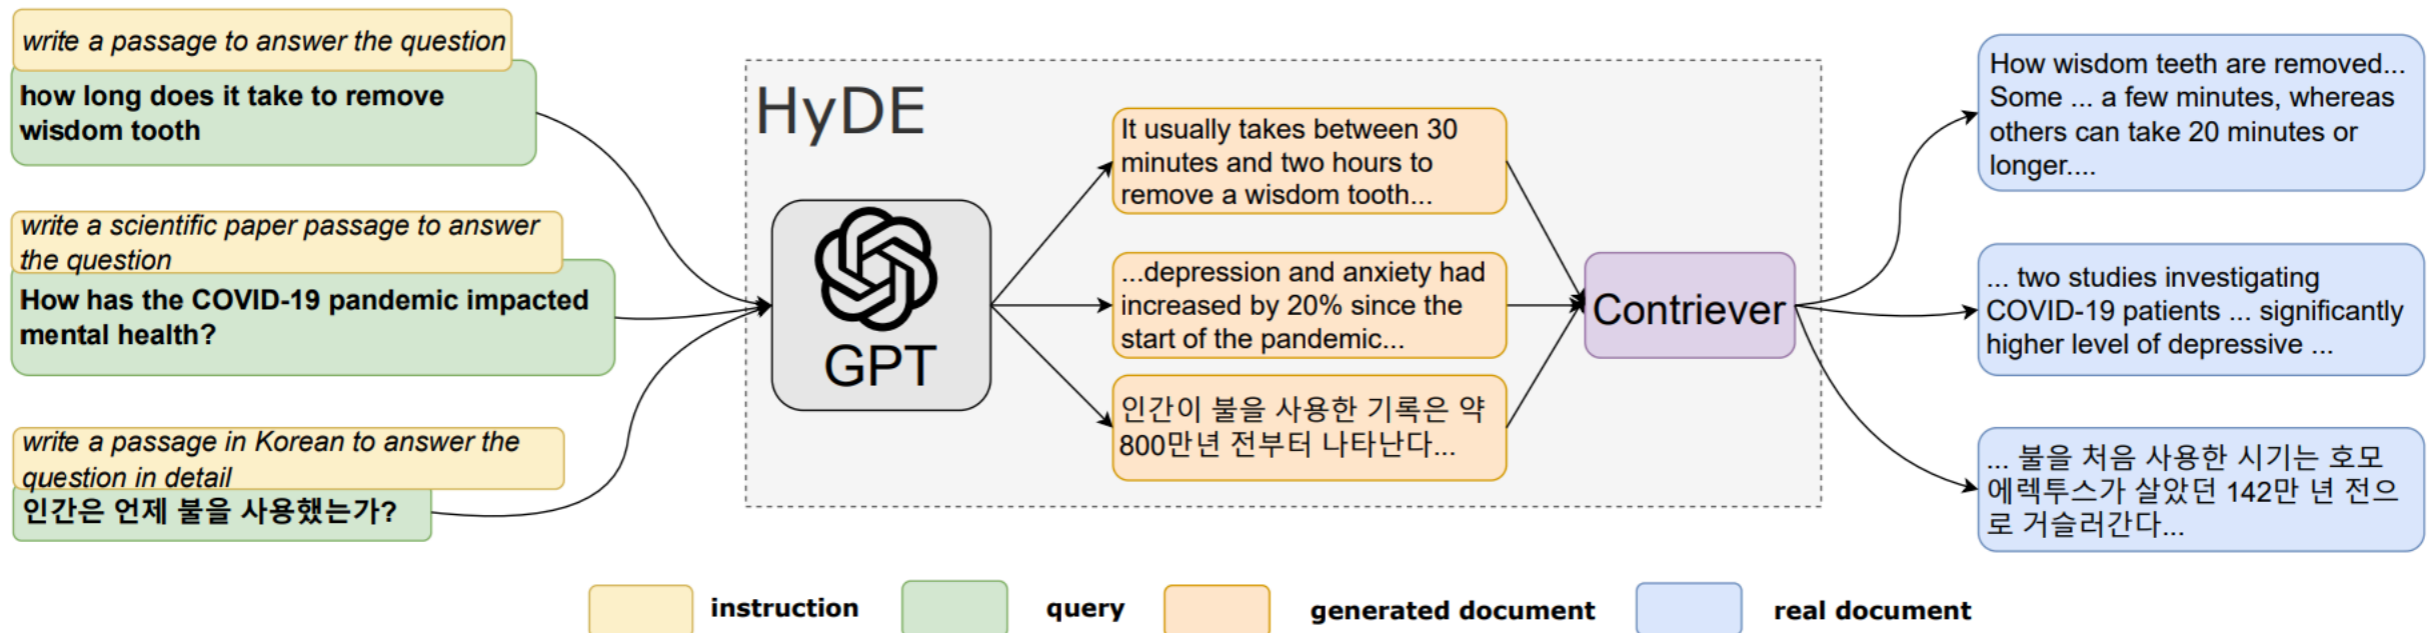 write a passage to answer the question
how long does it take to remove
wisdom tooth
write a scientific paper passage to answer
the question
How has the COVID-19 pandemic impacted
mental health?
write a passage in Korean to answer the
question in detail
인간은 언제 불을 사용했는가?
HyDE
GPT
It usually takes between 30
minutes and two hours to
remove a wisdom tooth...
...depression and anxiety had
increased by 20% since the
start of the pandemic...
인간이 불을 사용한 기록은 약
800만년 전부터 나타난다...
Contriever
How wisdom teeth are removed...
Some ... a few minutes, whereas
others can take 20 minutes or
longer....
... two studies investigating
COVID-19 patients ... significantly
higher level of depressive ...
... 불을 처음 사용한 시기는 호모
에렉투스가 살았던 142만 년 전으
로 거슬러간다...
instruction
query
generated document
real document